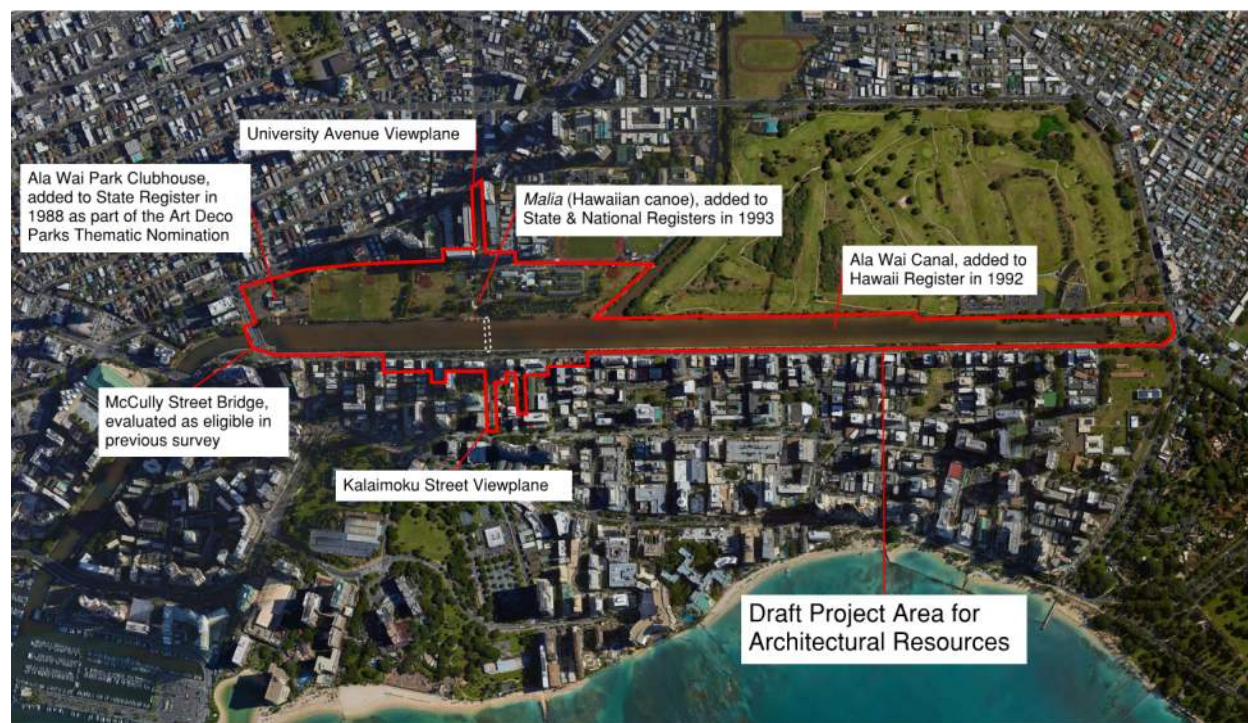 University Avenue Viewplane
Ala Wai Park Clubhouse,
added to State Register in
1988 as part of the Art Deco
Parks Thematic Nomination
Malia (Hawaiian canoe), added to
State & National Registers in 1993
Ala Wai Canal, added to
Hawaii Register in 1992
McCully Street Bridge,
evaluated as eligible in
previous survey
Kalaimoku Street Viewplane
Draft Project Area for
Architectural Resources